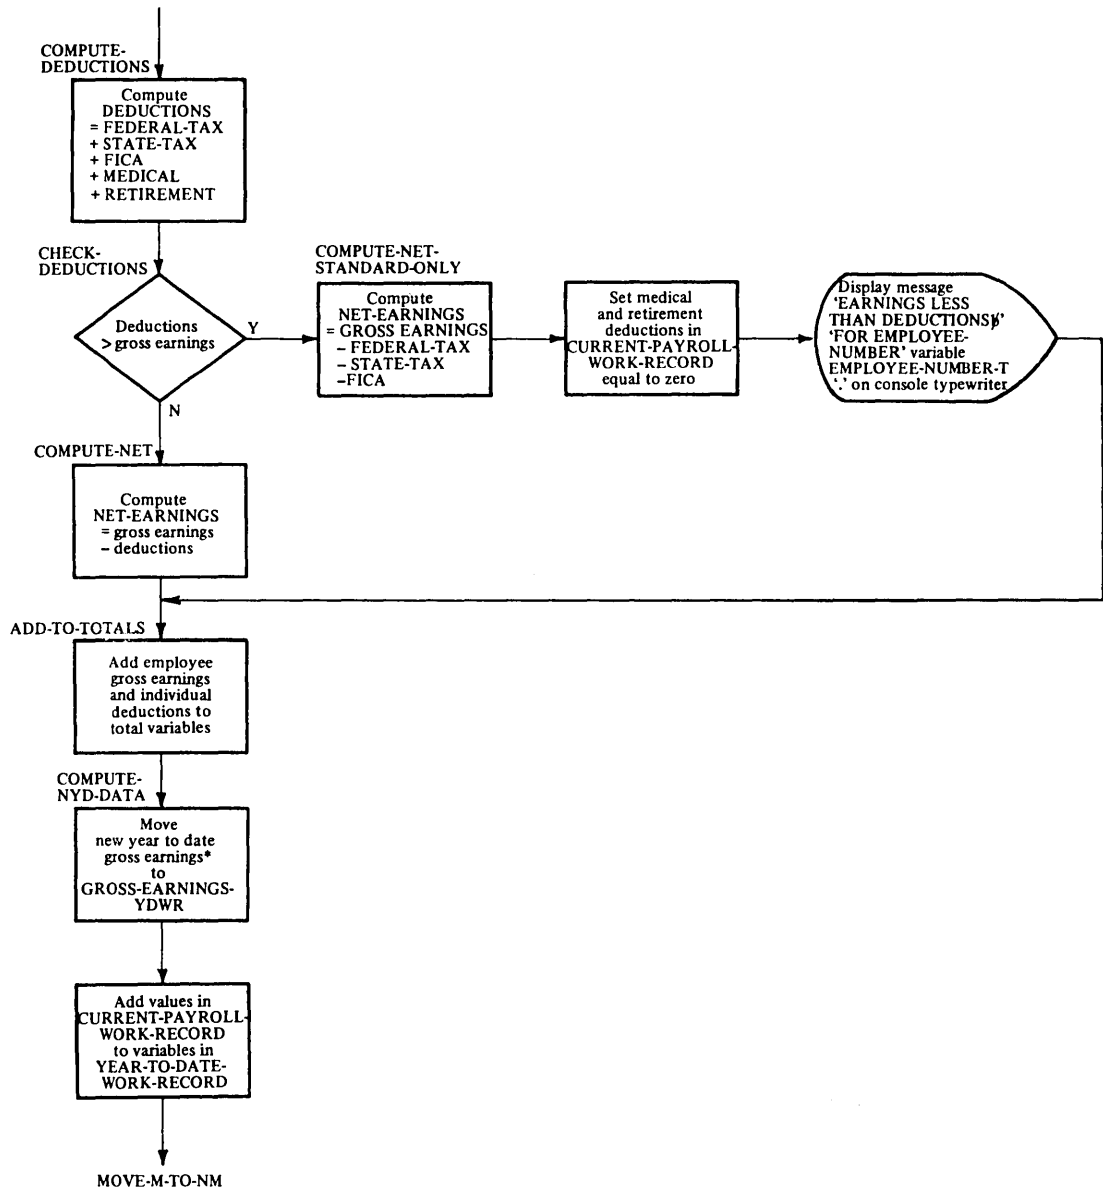 COMPUTE-
DEDUCTIONS
Compute
DEDUCTIONS
= FEDERAL-TAX
+ STATE-TAX
+ FICA
+ MEDICAL
+ RETIREMENT
CHECK-
DEDUCTIONS
Deductions
> gross earnings
Y
N
COMPUTE-NET-
STANDARD-ONLY
Compute
NET-EARNINGS
= GROSS EARNINGS
– FEDERAL-TAX
– STATE-TAX
–FICA
Set medical
and retirement
deductions in
CURRENT-PAYROLL-
WORK-RECORD
equal to zero
Display message
‘EARNINGS LESS
THAN DEDUCTIONSb̸’
‘FOR EMPLOYEE-
NUMBER’ variable
EMPLOYEE-NUMBER-T
‘.’ on console typewriter
COMPUTE-NET
Compute
NET-EARNINGS
= gross earnings
– deductions
ADD-TO-TOTALS
Add employee
gross earnings
and individual
deductions to
total variables
COMPUTE-
NYD-DATA
Move
new year to date
gross earnings*
to
GROSS-EARNINGS-
YDWR
Add values in
CURRENT-PAYROLL-
WORK-RECORD
to variables in
YEAR-TO-DATE-
WORK-RECORD
MOVE-M-TO-NM